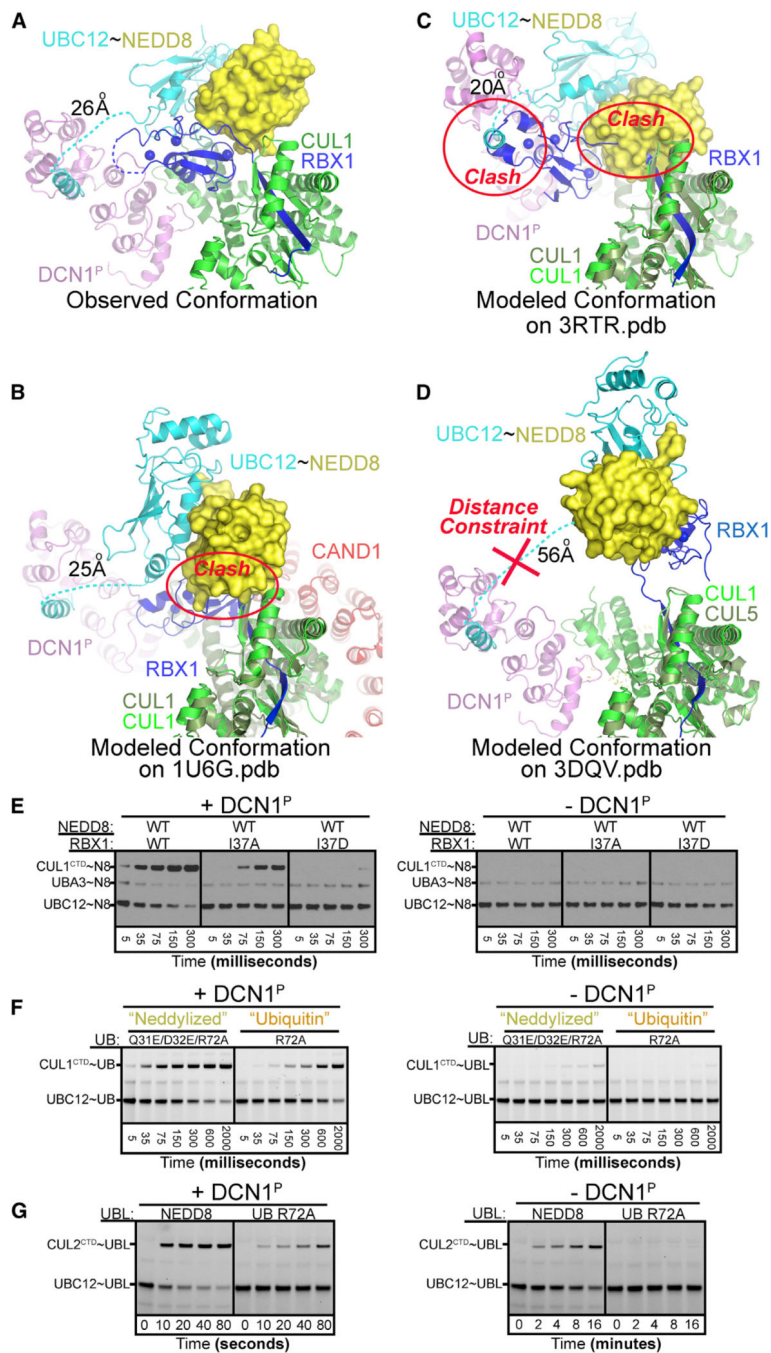 A
UBC12~NEDD8
26Å
CUL1
RBX1
DCN1P
Observed Conformation
C
UBC12~NEDD8
20Å
Clash
Clash
RBX1
DCN1P
CUL1
CUL1
Modeled Conformation
on 3RTR.pdb
B
UBC12~NEDD8
Clash
CAND1
25Å
DCN1P
RBX1
CUL1
CUL1
Modeled Conformation
on 1U6G.pdb
D
UBC12~NEDD8
Distance
Constraint
RBX1
56Å
CUL1
CUL5
DCN1P
Modeled Conformation
on 3DQV.pdb
E
+ DCN1P
NEDD8: WT WT WT
RBX1: WT I37A I37D
CUL1CTD~N8
UBA3~N8
UBC12~N8
5 35 75 150 300 5 35 75 150 300 5 35 75 150 300
Time (milliseconds)
- DCN1P
NEDD8: WT WT WT
RBX1: WT I37A I37D
CUL1CTD~N8
UBA3~N8
UBC12~N8
5 35 75 150 300 5 35 75 150 300 5 35 75 150 300
Time (milliseconds)
F
+ DCN1P
"Neddylized" "Ubiquitin"
UB: Q31E/D32E/R72A R72A
CUL1CTD~UB
UBC12~UB
5 35 75 150 300 600 2000 5 35 75 150 300 600 2000
Time (milliseconds)
- DCN1P
"Neddylized" "Ubiquitin"
UB: Q31E/D32E/R72A R72A
CUL1CTD~UBL
UBC12~UBL
5 35 75 150 300 600 2000 5 35 75 150 300 600 2000
Time (milliseconds)
G
+ DCN1P
UBL: NEDD8 UB R72A
CUL2CTD~UBL
UBC12~UBL
0 10 20 40 80 0 10 20 40 80
Time (seconds)
- DCN1P
UBL: NEDD8 UB R72A
CUL2CTD~UBL
UBC12~UBL
0 2 4 8 16 0 2 4 8 16
Time (minutes)